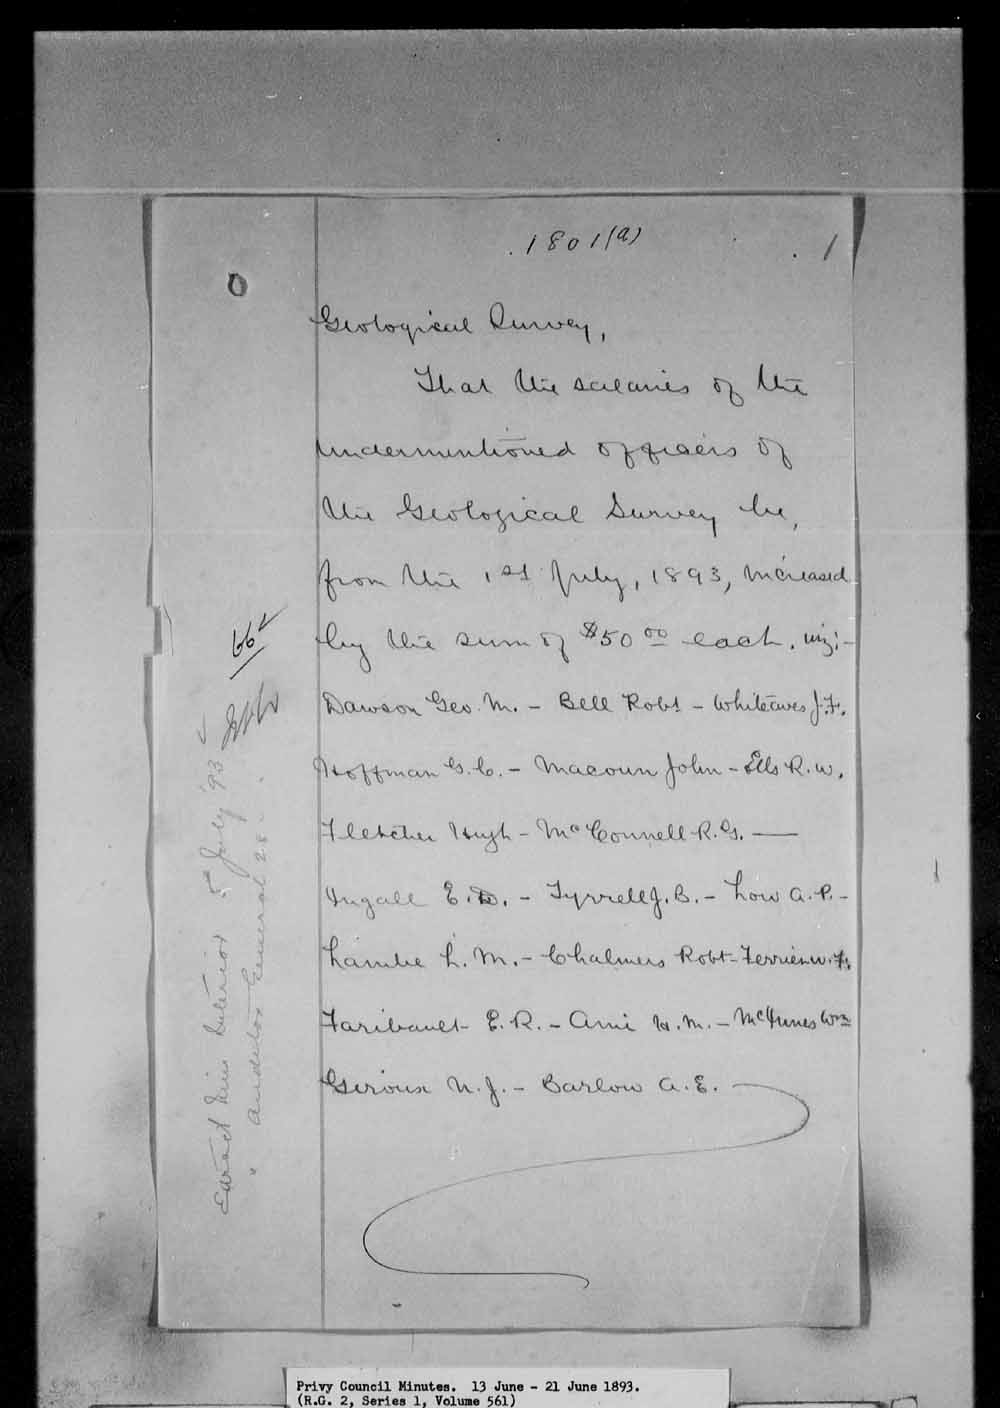 1801(a)
1
0
Geological Survey,
That the salaries of the
undermentioned officers of
the Geological Survey be,
from the 1st July, 1893, increased
by the sum of $50 00 each, viz:-
Dawson Geo. M. - Bell Robt - Whiteaves J.F.
Hoffman G.C. - Macoun John - Ells R.W.
Fletcher Hugh - McConnell R.G. —
Ingall E.D. - Tyrrell J.B. - Low A.P. -
Lambe L.M. - Chalmers Robt - Ferrier W.F.
Faribault E.R. - Ami H.M. - McInnes Wm
Giroux N.J. - Barlow A.E.
66
Extract Min Interior 5 July '93
" Auditor General 28 "
Privy Council Minutes. 13 June - 21 June 1893.
(R.G. 2, Series 1, Volume 561)